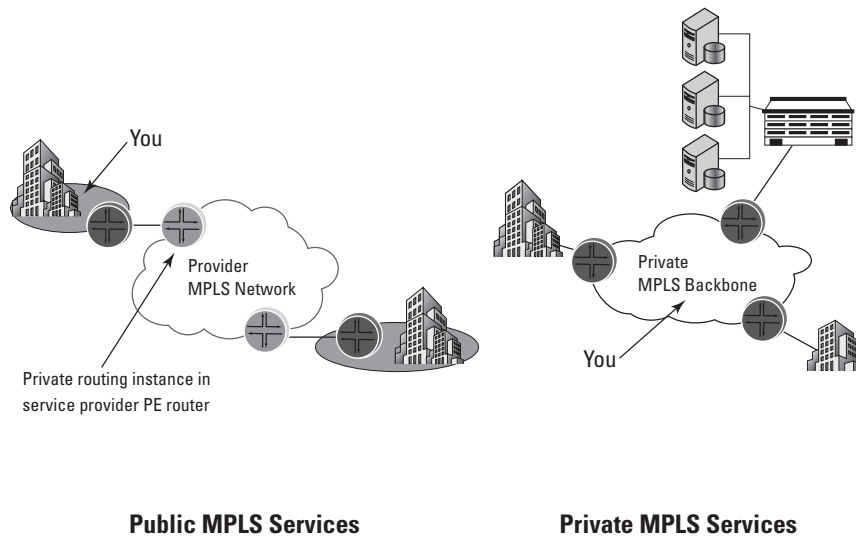 You
Provider
MPLS Network
Private routing instance in
service provider PE router
Private
MPLS Backbone
You
Public MPLS Services
Private MPLS Services